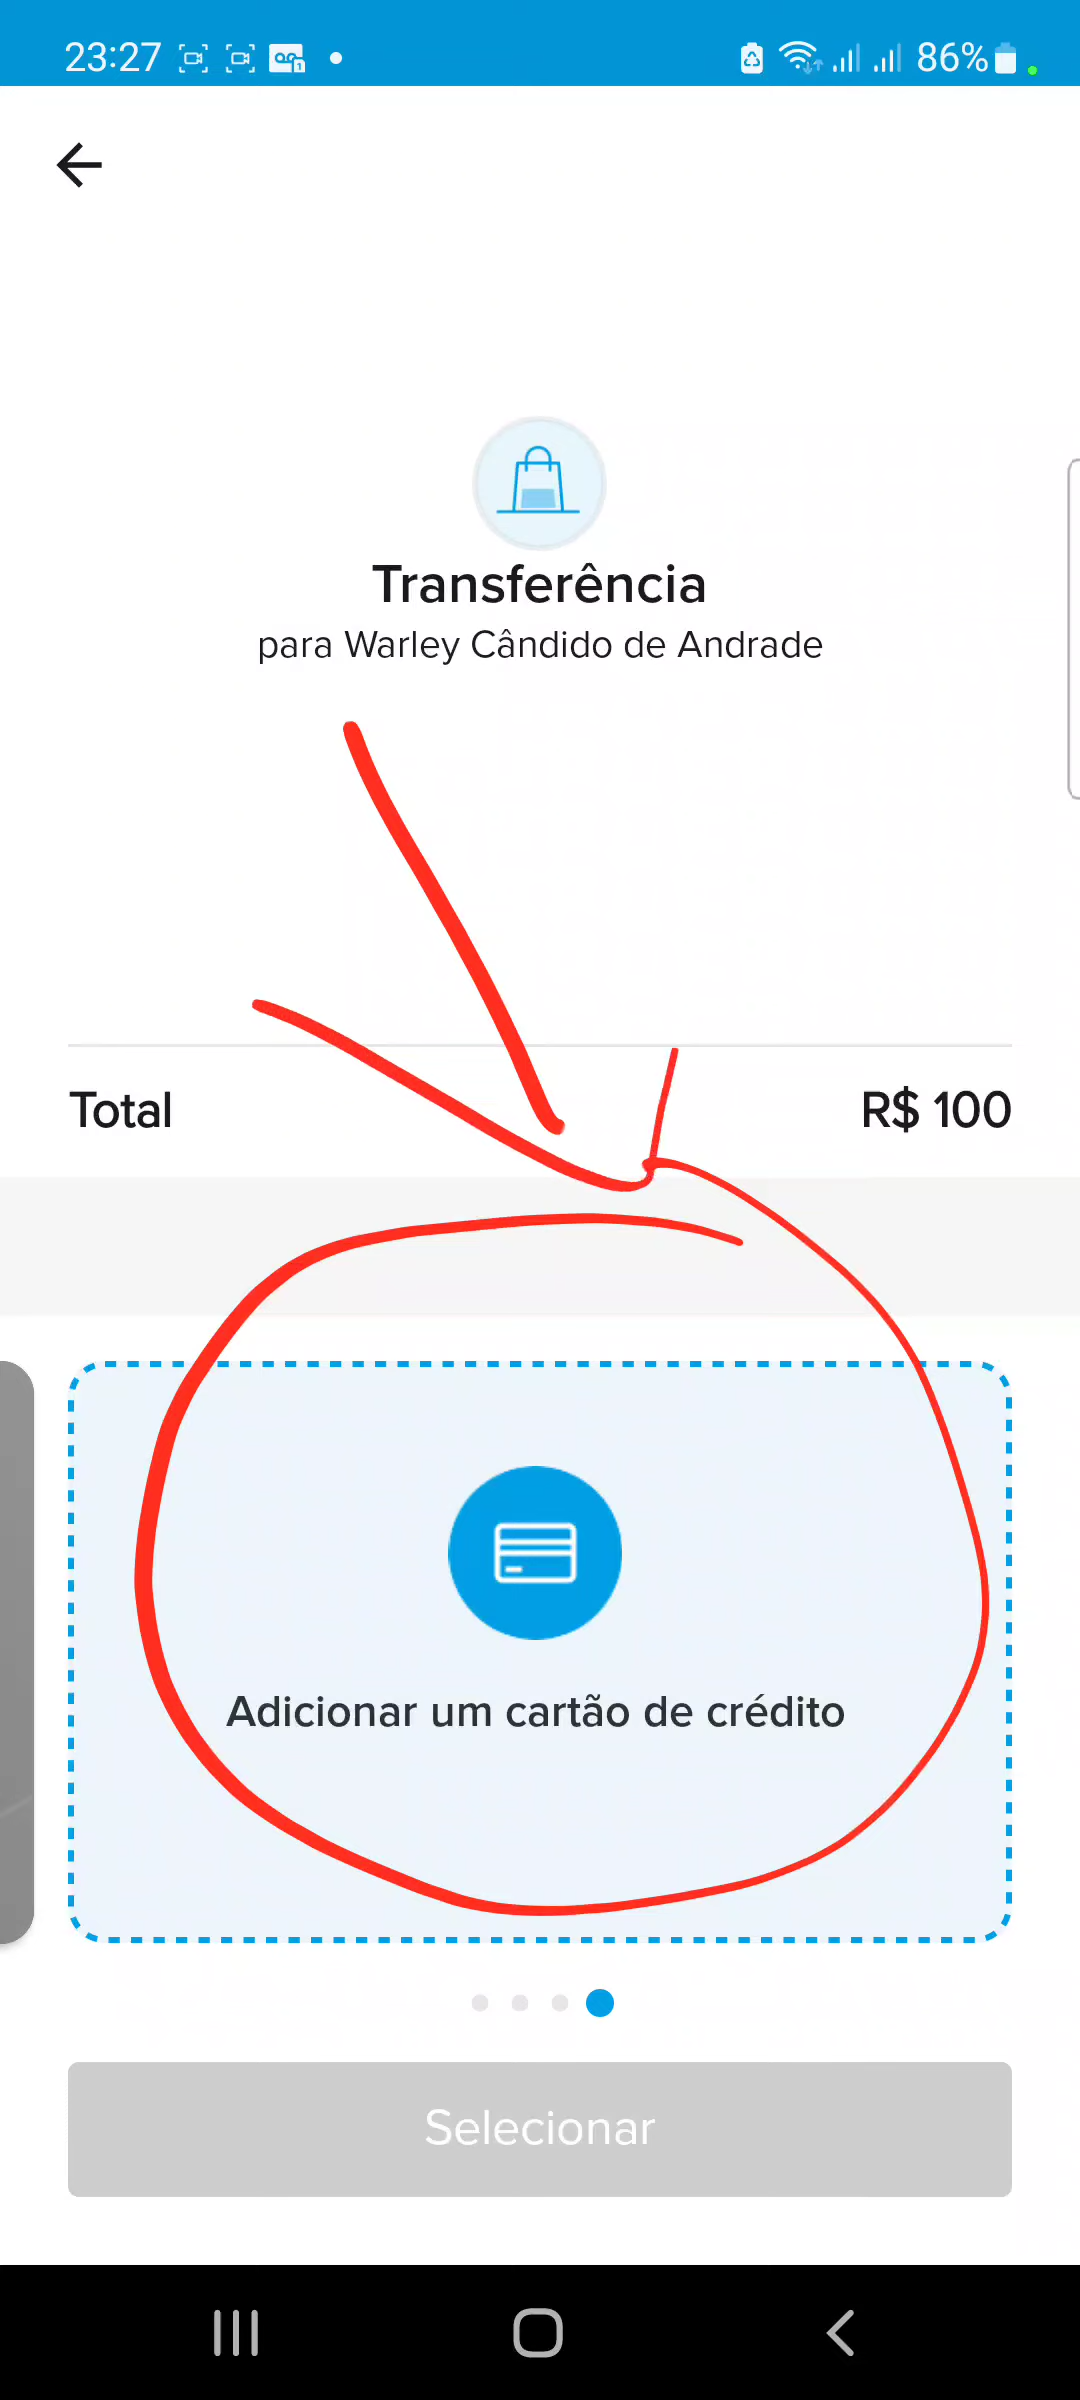 23:27
86%
Transferência
para Warley Cândido de Andrade
Total
R$ 100
Adicionar um cartão de crédito
Selecionar